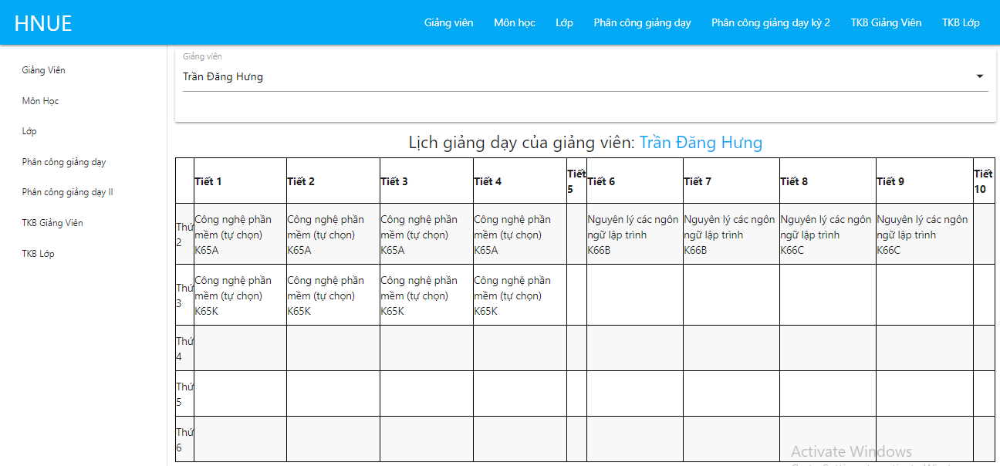 HNUE
Giảng viên Môn học Lớp Phân công giảng dạy Phân công giảng dạy kỳ 2 TKB Giảng Viên TKB Lớp
Giảng Viên
Môn Học
Lớp
Phân công giảng dạy
Phân công giảng dạy II
TKB Giảng Viên
TKB Lớp
Giảng viên
Trần Đăng Hưng
Lịch giảng dạy của giảng viên: Trần Đăng Hưng
Tiết 1 Tiết 2 Tiết 3 Tiết 4 Tiết 5 Tiết 6 Tiết 7 Tiết 8 Tiết 9 Tiết 10
Thứ 2
Công nghệ phần mềm (tự chọn) K65A
Công nghệ phần mềm (tự chọn) K65A
Công nghệ phần mềm (tự chọn) K65A
Công nghệ phần mềm (tự chọn) K65A
Nguyên lý các ngôn ngữ lập trình K66B
Nguyên lý các ngôn ngữ lập trình K66B
Nguyên lý các ngôn ngữ lập trình K66C
Nguyên lý các ngôn ngữ lập trình K66C
Thứ 3
Công nghệ phần mềm (tự chọn) K65K
Công nghệ phần mềm (tự chọn) K65K
Công nghệ phần mềm (tự chọn) K65K
Công nghệ phần mềm (tự chọn) K65K
Thứ 4
Thứ 5
Thứ 6
Activate Windows